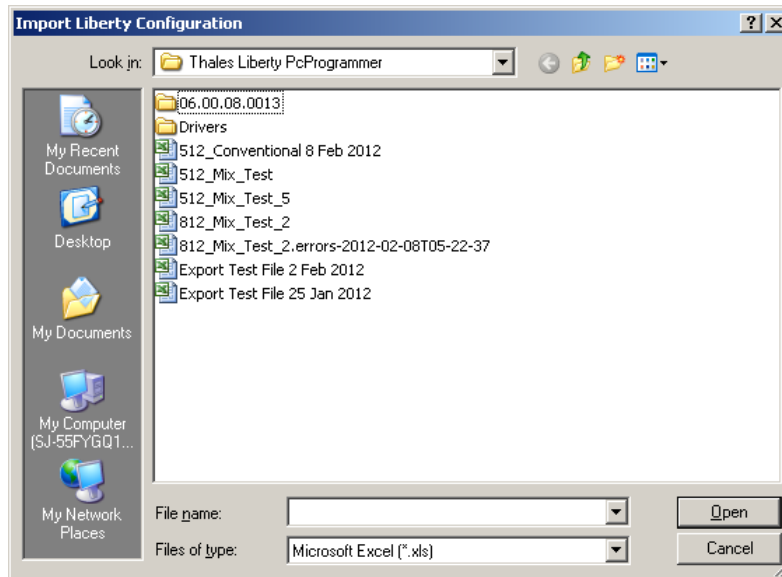 Import Liberty Configuration
Look in:
Thales Liberty PcProgrammer
My Recent
Documents
Desktop
My Documents
My Computer
(SJ-55FYGQ1...
My Network
Places
06.00.08.0013
Drivers
512_Conventional 8 Feb 2012
512_Mix_Test
512_Mix_Test_5
812_Mix_Test_2
812_Mix_Test_2.errors-2012-02-08T05-22-37
Export Test File 2 Feb 2012
Export Test File 25 Jan 2012
File name:
Open
Files of type:
Microsoft Excel (*.xls)
Cancel